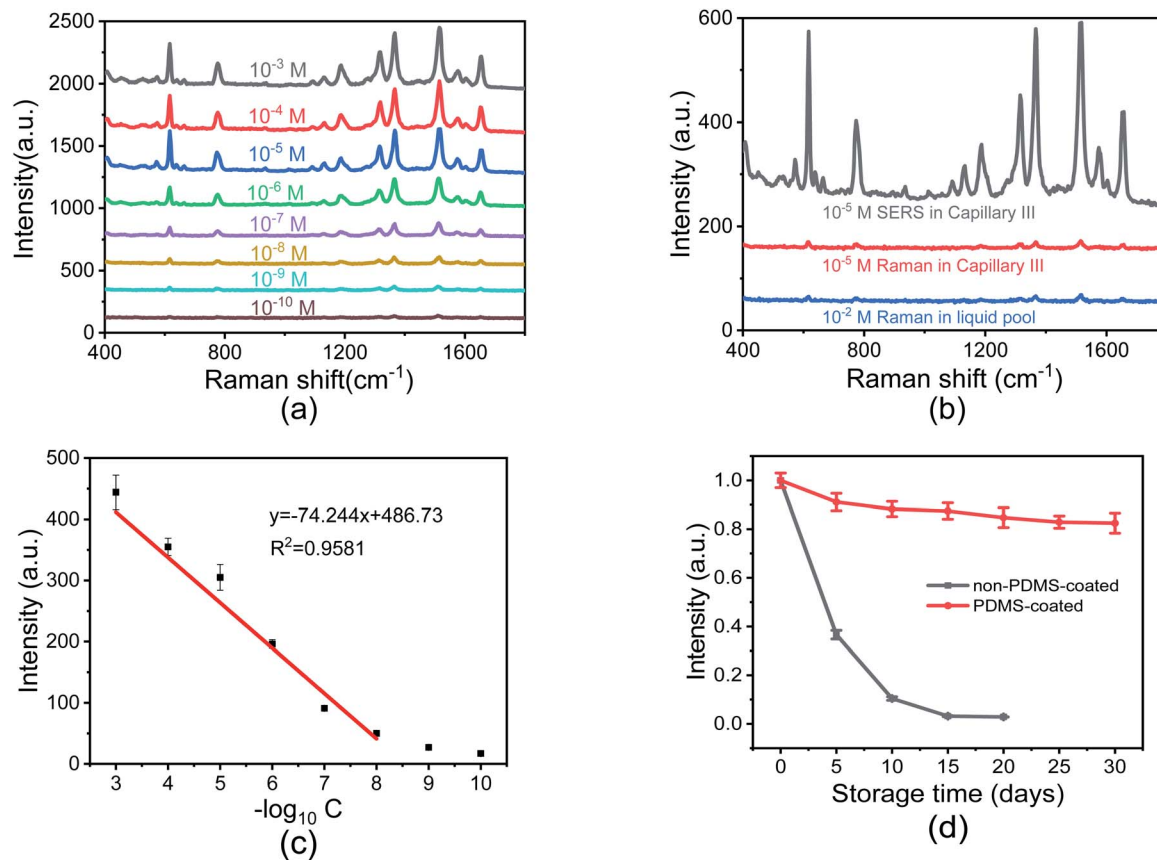 2500
2000
1500
1000
500
0
Intensity(a.u.)
10⁻³ M
10⁻⁴ M
10⁻⁵ M
10⁻⁶ M
10⁻⁷ M
10⁻⁸ M
10⁻⁹ M
10⁻¹⁰ M
400 800 1200 1600
Raman shift(cm⁻¹)
(a)
600
400
200
0
Intensity (a.u.)
10⁻⁵ M SERS in Capillary III
10⁻⁵ M Raman in Capillary III
10⁻² M Raman in liquid pool
400 800 1200 1600
Raman shift (cm⁻¹)
(b)
500
400
300
200
100
0
Intensity (a.u.)
y=-74.244x+486.73
R²=0.9581
3 4 5 6 7 8 9 10
-log₁₀ C
(c)
1.0
0.8
0.6
0.4
0.2
0.0
Intensity (a.u.)
non-PDMS-coated
PDMS-coated
0 5 10 15 20 25 30
Storage time (days)
(d)